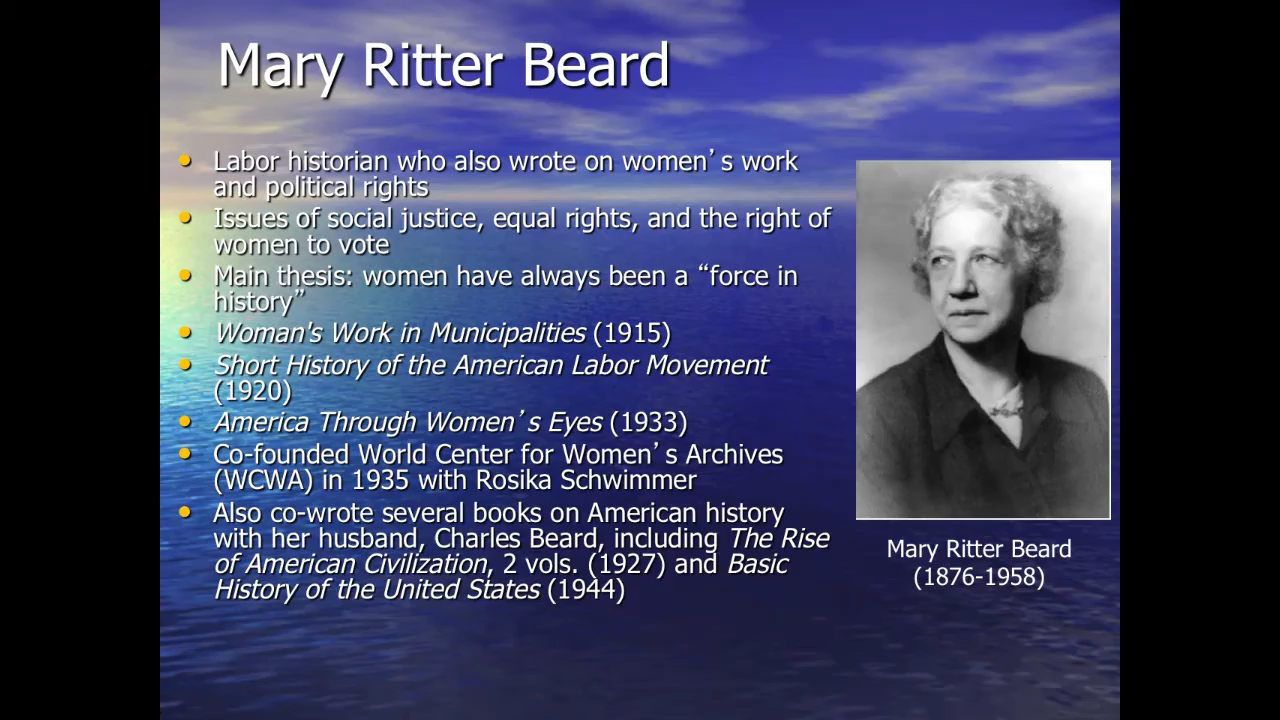 Mary Ritter Beard
• Labor historian who also wrote on women’s work
and political rights
• Issues of social justice, equal rights, and the right of
women to vote
• Main thesis: women have always been a “force in
history”
• Woman's Work in Municipalities (1915)
• Short History of the American Labor Movement
(1920)
• America Through Women’s Eyes (1933)
• Co-founded World Center for Women’s Archives
(WCWA) in 1935 with Rosika Schwimmer
• Also co-wrote several books on American history
with her husband, Charles Beard, including The Rise
of American Civilization, 2 vols. (1927) and Basic
History of the United States (1944)
Mary Ritter Beard
(1876-1958)